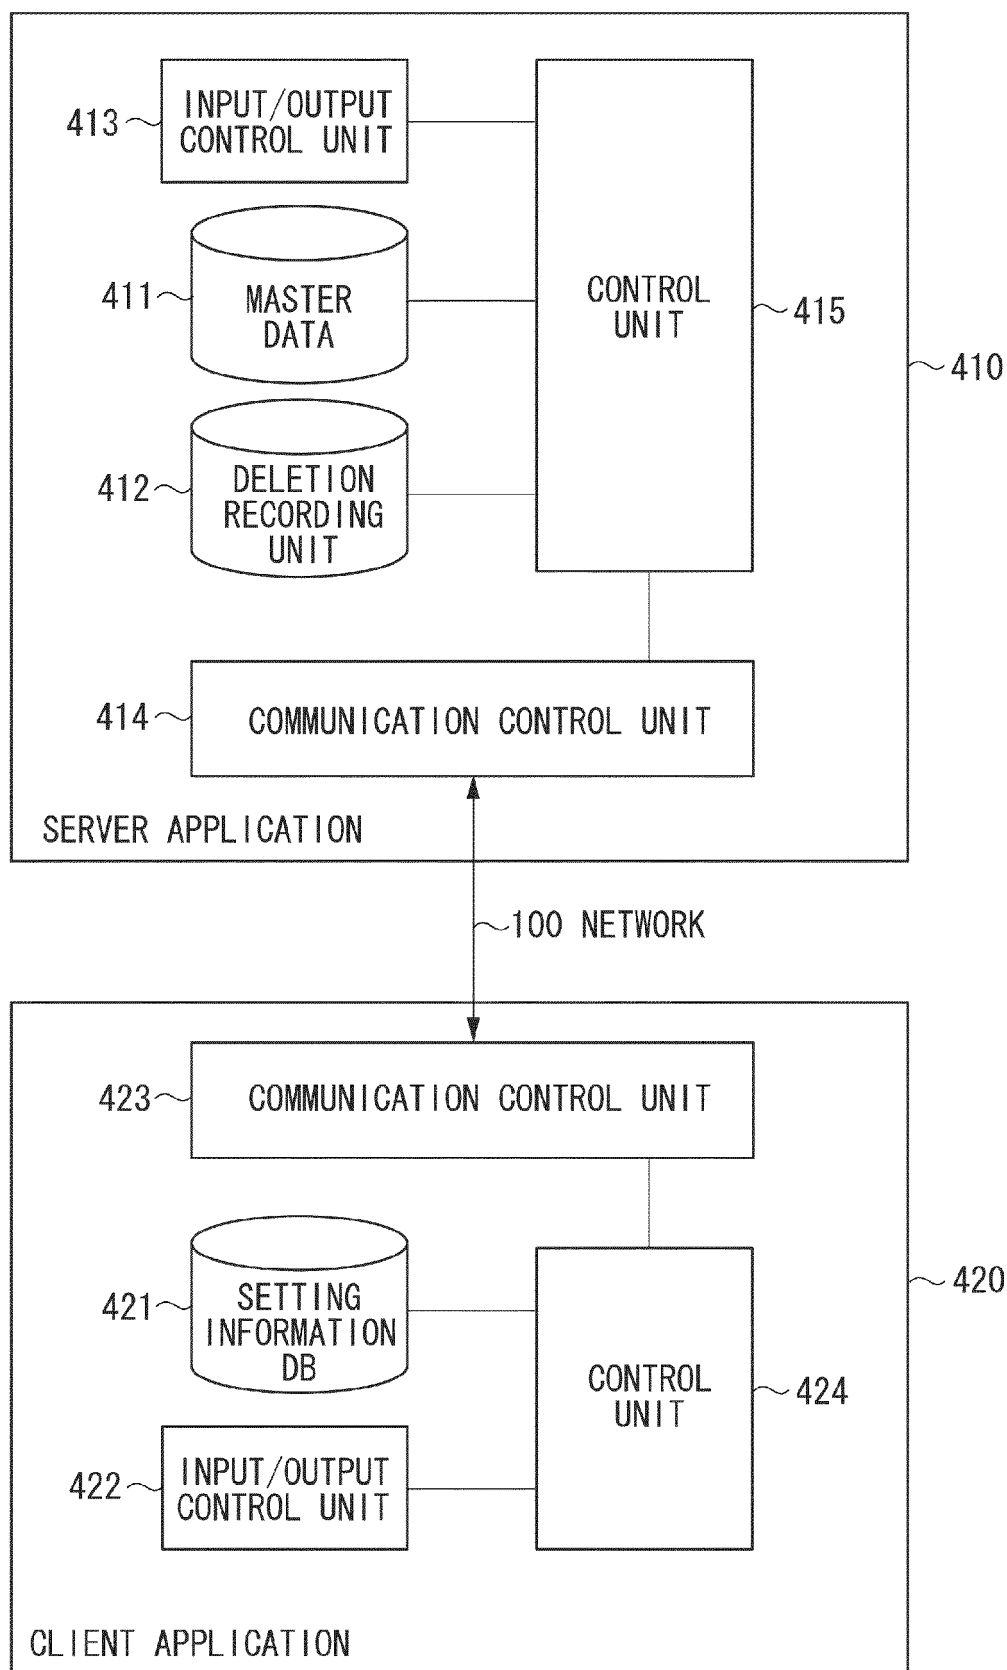 INPUT/OUTPUT
CONTROL UNIT
413
MASTER
DATA
411
CONTROL
UNIT
415
410
DELETION
RECORDING
UNIT
412
COMMUNICATION CONTROL UNIT
414
SERVER APPLICATION
100 NETWORK
COMMUNICATION CONTROL UNIT
423
SETTING
INFORMATION
DB
421
420
CONTROL
UNIT
424
INPUT/OUTPUT
CONTROL UNIT
422
CLIENT APPLICATION